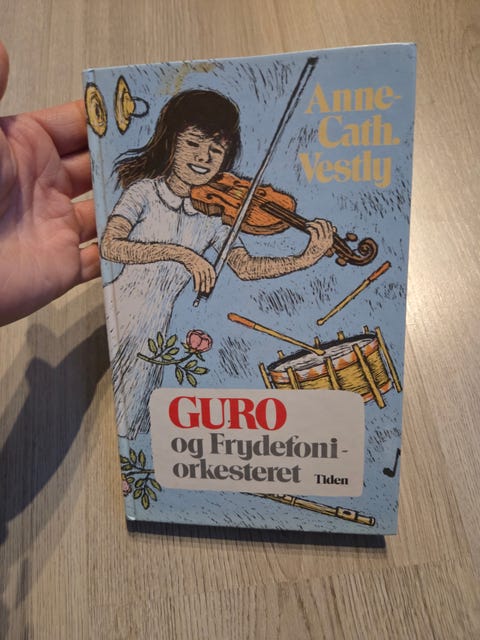 Anne-
Cath.
Vestly
GURO
og Frydefoni-
orkesteret
Tiden